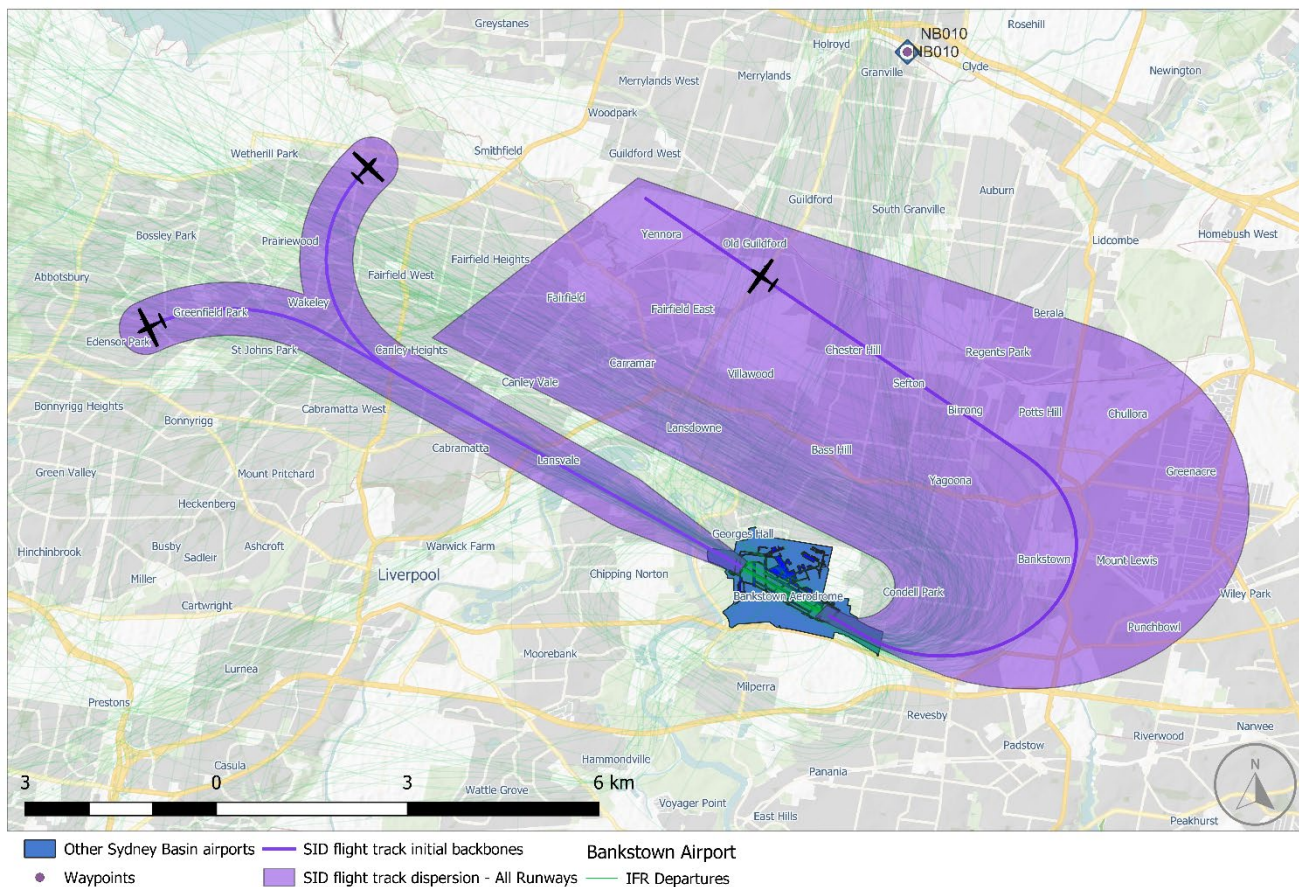 Greystanes
Rosehill
NB010
Holroyd
NB010
Granville
Clyde
Newington
Merrylands West
Merrylands
Woodpark
Smithfield
Wetherill Park
Guildford West
Guildford
Auburn
South Granville
Lidcombe
Homebush West
Bossley Park
Prairiewood
Yennora
Old Guildford
Abbotsbury
Fairfield West
Fairfield Heights
Fairfield
Fairfield East
Wakeley
Greenfield Park
Berala
Edensor Park
St Johns Park
Canley Heights
Chester Hill
Regents Park
Carramar
Villawood
Sefton
Canley Vale
Birrong
Potts Hill
Chullora
Bonnyrigg Heights
Cabramatta West
Bonnyrigg
Lansdowne
Cabramatta
Bass Hill
Lansvale
Greenacre
Green Valley
Mount Pritchard
Yagoona
Heckenberg
Georges Hall
Hinchinbrook
Busby
Sadleir
Ashcroft
Warwick Farm
Bankstown
Mount Lewis
Miller
Liverpool
Chipping Norton
Bankstown Aerodrome
Condell Park
Wiley Park
Cartwright
Punchbowl
Moorebank
Lurnea
Milperra
Prestons
Revesby
Narwee
Riverwood
Padstow
Hammondville
Panania
Casula
Wattle Grove
Voyager Point
East Hills
Peakhurst
N
3 0 3 6 km
Other Sydney Basin airports
SID flight track initial backbones
Bankstown Airport
Waypoints
SID flight track dispersion - All Runways
IFR Departures